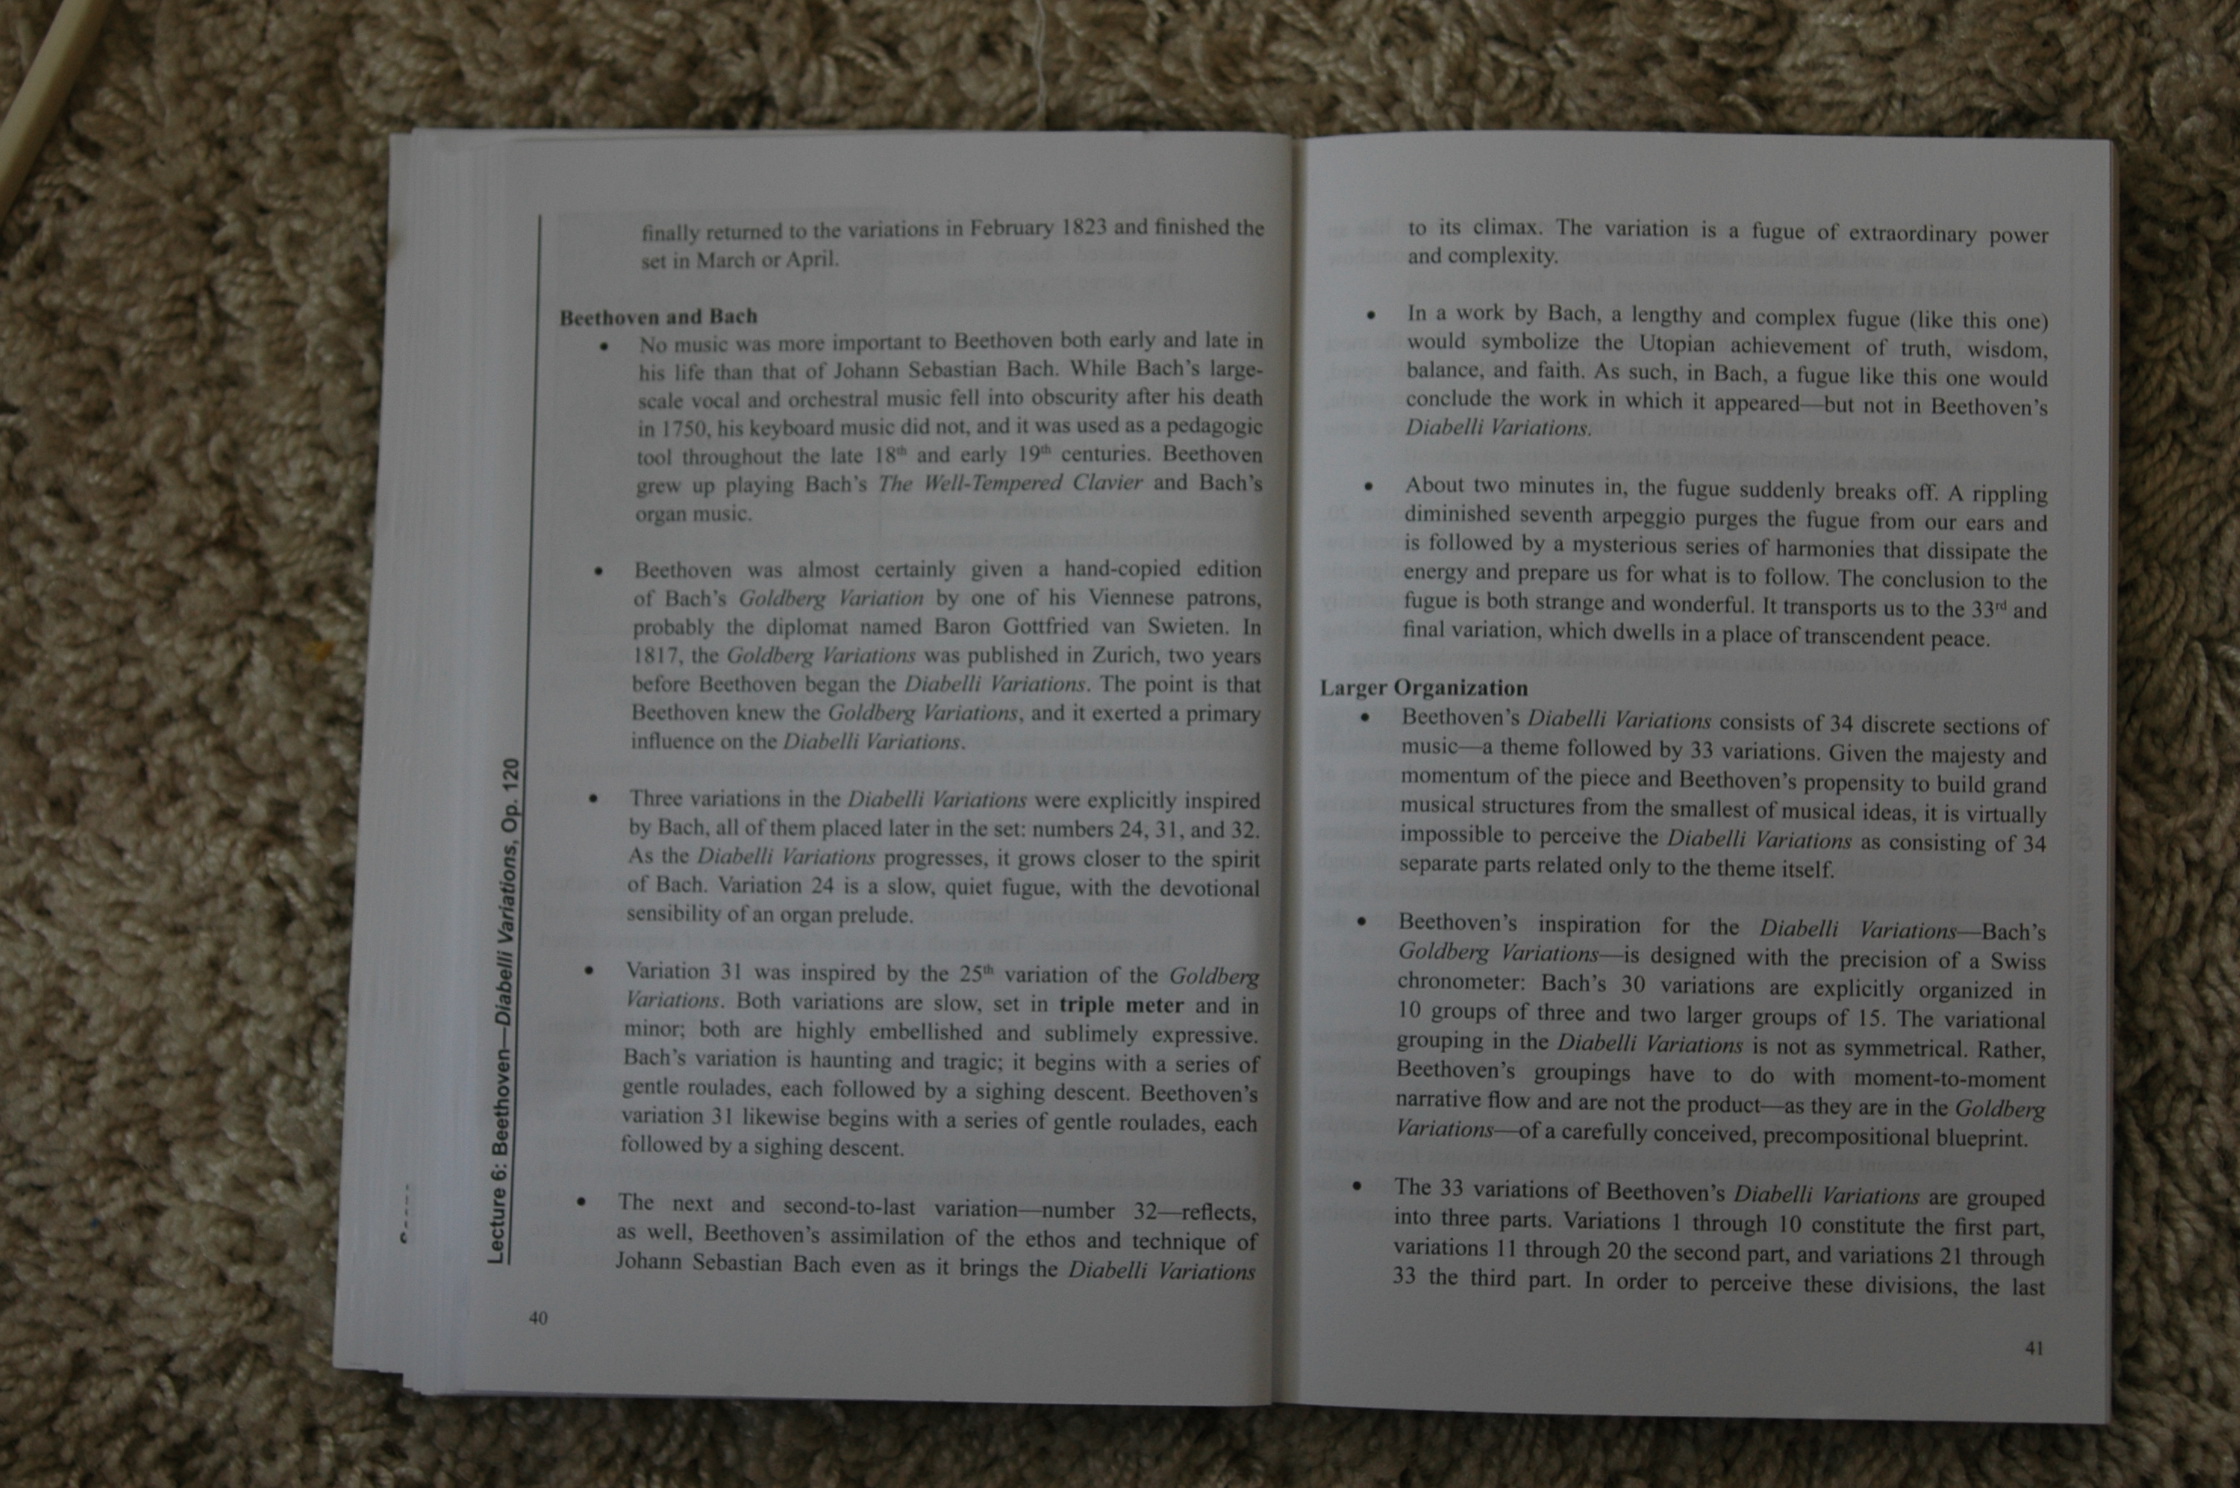 finally returned to the variations in February 1823 and finished the
set in March or April.
Beethoven and Bach
• No music was more important to Beethoven both early and late in
his life than that of Johann Sebastian Bach. While Bach's large-
scale vocal and orchestral music fell into obscurity after his death
in 1750, his keyboard music did not, and it was used as a pedagogic
tool throughout the late 18th and early 19th centuries. Beethoven
grew up playing Bach's The Well-Tempered Clavier and Bach's
organ music.
• Beethoven was almost certainly given a hand-copied edition
of Bach's Goldberg Variation by one of his Viennese patrons,
probably the diplomat named Baron Gottfried van Swieten. In
1817, the Goldberg Variations was published in Zurich, two years
before Beethoven began the Diabelli Variations. The point is that
Beethoven knew the Goldberg Variations, and it exerted a primary
influence on the Diabelli Variations.
• Three variations in the Diabelli Variations were explicitly inspired
by Bach, all of them placed later in the set: numbers 24, 31, and 32.
As the Diabelli Variations progresses, it grows closer to the spirit
of Bach. Variation 24 is a slow, quiet fugue, with the devotional
sensibility of an organ prelude.
• Variation 31 was inspired by the 25th variation of the Goldberg
Variations. Both variations are slow, set in triple meter and in
minor; both are highly embellished and sublimely expressive.
Bach's variation is haunting and tragic; it begins with a series of
gentle roulades, each followed by a sighing descent. Beethoven's
variation 31 likewise begins with a series of gentle roulades, each
followed by a sighing descent.
• The next and second-to-last variation—number 32—reflects,
as well, Beethoven's assimilation of the ethos and technique of
Johann Sebastian Bach even as it brings the Diabelli Variations
Lecture 6: Beethoven—Diabelli Variations, Op. 120
40
to its climax. The variation is a fugue of extraordinary power
and complexity.
• In a work by Bach, a lengthy and complex fugue (like this one)
would symbolize the Utopian achievement of truth, wisdom,
balance, and faith. As such, in Bach, a fugue like this one would
conclude the work in which it appeared—but not in Beethoven's
Diabelli Variations.
• About two minutes in, the fugue suddenly breaks off. A rippling
diminished seventh arpeggio purges the fugue from our ears and
is followed by a mysterious series of harmonies that dissipate the
energy and prepare us for what is to follow. The conclusion to the
fugue is both strange and wonderful. It transports us to the 33rd and
final variation, which dwells in a place of transcendent peace.
Larger Organization
• Beethoven's Diabelli Variations consists of 34 discrete sections of
music—a theme followed by 33 variations. Given the majesty and
momentum of the piece and Beethoven's propensity to build grand
musical structures from the smallest of musical ideas, it is virtually
impossible to perceive the Diabelli Variations as consisting of 34
separate parts related only to the theme itself.
• Beethoven's inspiration for the Diabelli Variations—Bach's
Goldberg Variations—is designed with the precision of a Swiss
chronometer: Bach's 30 variations are explicitly organized in
10 groups of three and two larger groups of 15. The variational
grouping in the Diabelli Variations is not as symmetrical. Rather,
Beethoven's groupings have to do with moment-to-moment
narrative flow and are not the product—as they are in the Goldberg
Variations—of a carefully conceived, precompositional blueprint.
• The 33 variations of Beethoven's Diabelli Variations are grouped
into three parts. Variations 1 through 10 constitute the first part,
variations 11 through 20 the second part, and variations 21 through
33 the third part. In order to perceive these divisions, the last
41